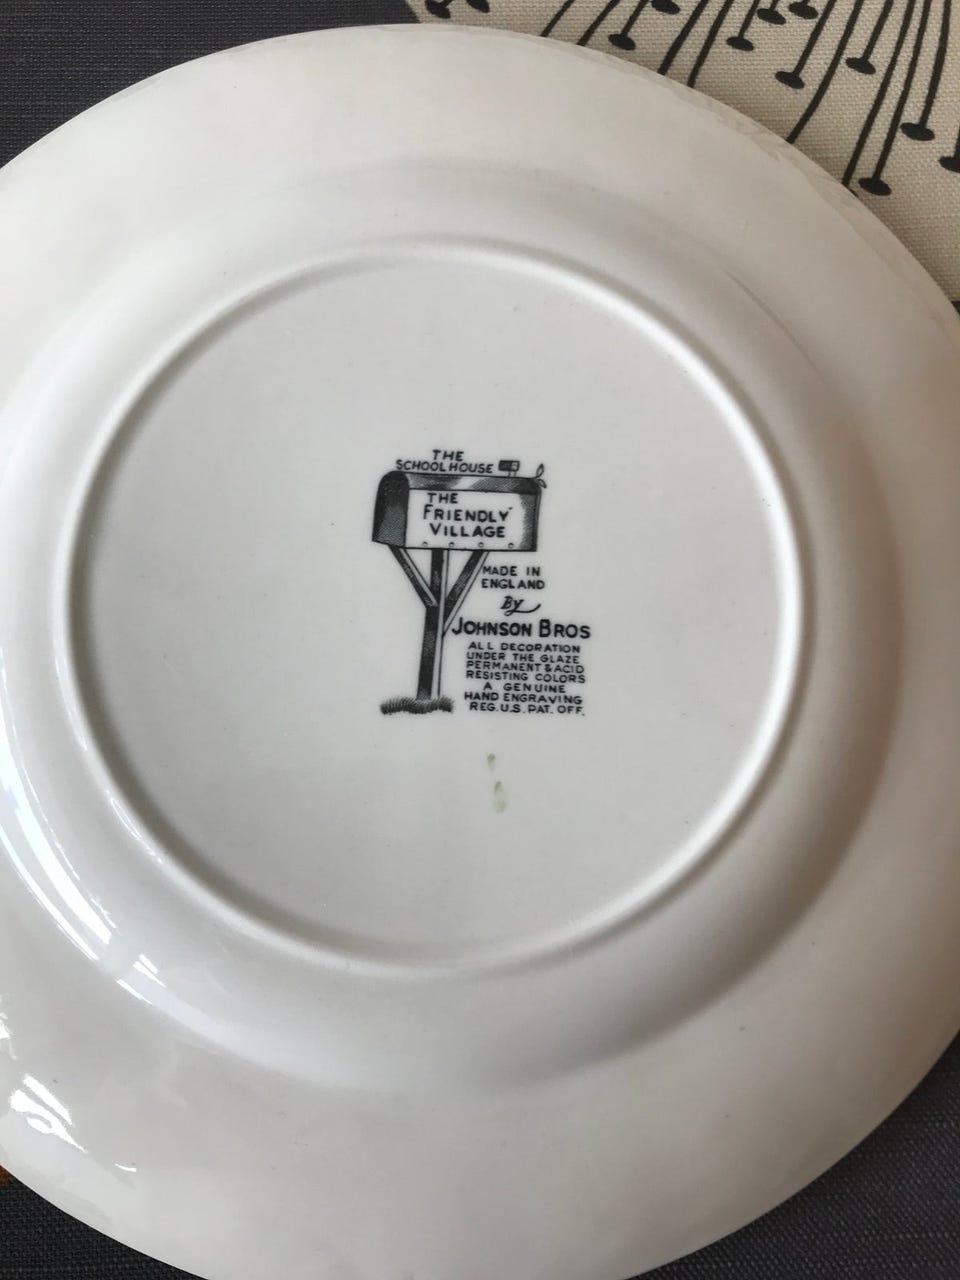 THE
SCHOOL HOUSE
THE
FRIENDLY
VILLAGE
MADE IN
ENGLAND
By
JOHNSON BROS
ALL DECORATION
UNDER THE GLAZE
PERMANENT & ACID
RESISTING COLORS
A GENUINE
HAND ENGRAVING
REG. U.S. PAT. OFF.